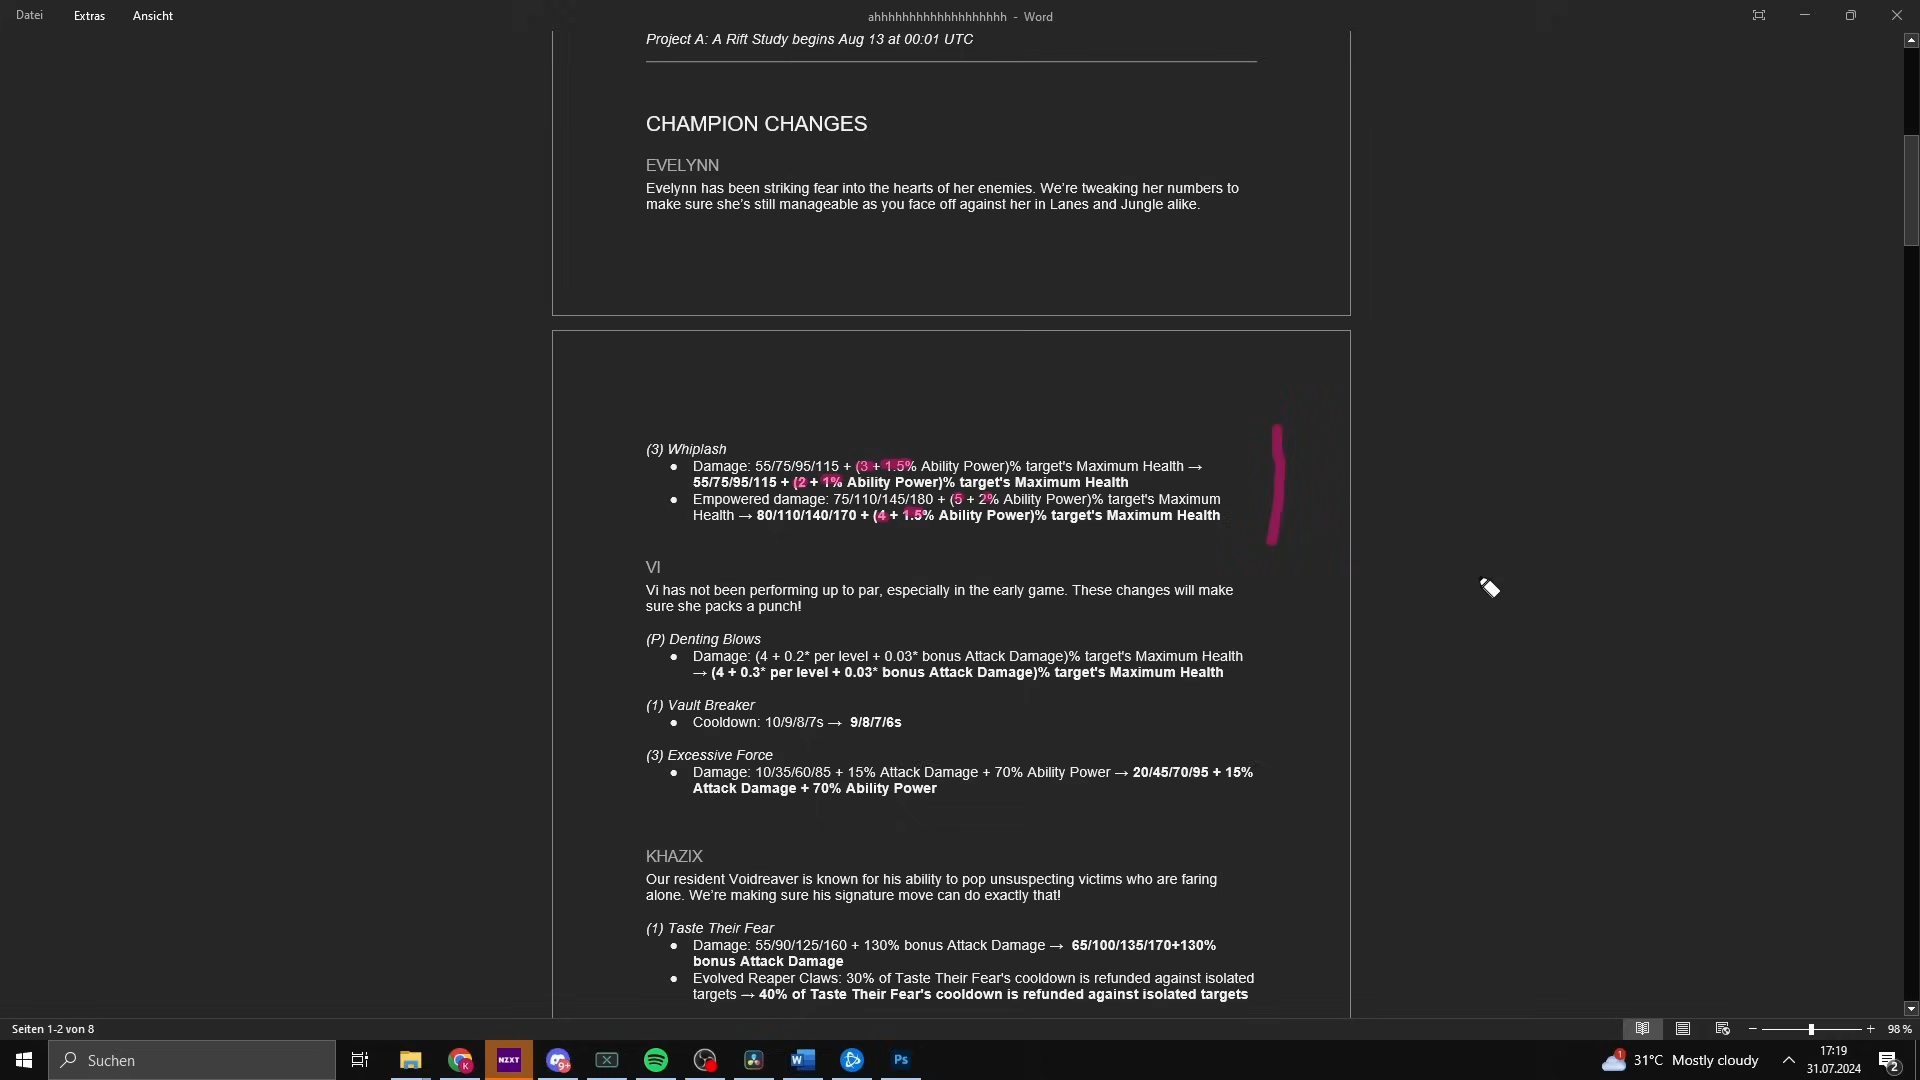 Datei Extras Ansicht ahhhhhhhhhhhhhhhhhhh - Word
Project A: A Rift Study begins Aug 13 at 00:01 UTC
CHAMPION CHANGES
EVELYNN
Evelynn has been striking fear into the hearts of her enemies. We're tweaking her numbers to
make sure she's still manageable as you face off against her in Lanes and Jungle alike.
(3) Whiplash
● Damage: 55/75/95/115 + (3 + 1.5% Ability Power)% target's Maximum Health →
55/75/95/115 + (2 + 1% Ability Power)% target's Maximum Health
● Empowered damage: 75/110/145/180 + (5 + 2% Ability Power)% target's Maximum
Health → 80/110/140/170 + (4 + 1.5% Ability Power)% target's Maximum Health
VI
Vi has not been performing up to par, especially in the early game. These changes will make
sure she packs a punch!
(P) Denting Blows
● Damage: (4 + 0.2* per level + 0.03* bonus Attack Damage)% target's Maximum Health
→ (4 + 0.3* per level + 0.03* bonus Attack Damage)% target's Maximum Health
(1) Vault Breaker
● Cooldown: 10/9/8/7s → 9/8/7/6s
(3) Excessive Force
● Damage: 10/35/60/85 + 15% Attack Damage + 70% Ability Power → 20/45/70/95 + 15%
Attack Damage + 70% Ability Power
KHAZIX
Our resident Voidreaver is known for his ability to pop unsuspecting victims who are faring
alone. We're making sure his signature move can do exactly that!
(1) Taste Their Fear
● Damage: 55/90/125/160 + 130% bonus Attack Damage → 65/100/135/170+130%
bonus Attack Damage
● Evolved Reaper Claws: 30% of Taste Their Fear's cooldown is refunded against isolated
targets → 40% of Taste Their Fear's cooldown is refunded against isolated targets
Seiten 1-2 von 8 98 %
Suchen NZXT K 9+ W Ps 1 31°C Mostly cloudy 17:19 2
31.07.2024